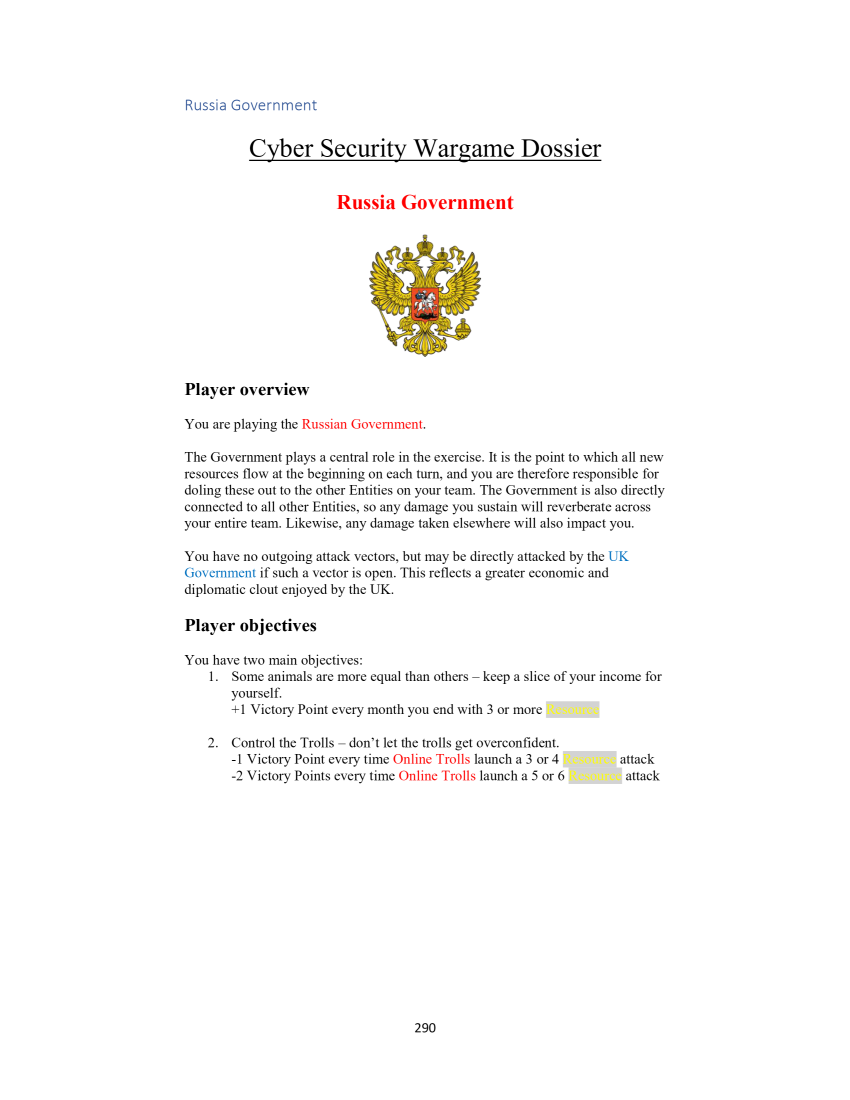 Russia Government
Cyber Security Wargame Dossier
Russia Government
Player overview
You are playing the Russian Government.
The Government plays a central role in the exercise. It is the point to which all new
resources flow at the beginning on each turn, and you are therefore responsible for
doling these out to the other Entities on your team. The Government is also directly
connected to all other Entities, so any damage you sustain will reverberate across
your entire team. Likewise, any damage taken elsewhere will also impact you.
You have no outgoing attack vectors, but may be directly attacked by the UK
Government if such a vector is open. This reflects a greater economic and
diplomatic clout enjoyed by the UK.
Player objectives
You have two main objectives:
1. Some animals are more equal than others – keep a slice of your income for
yourself.
+1 Victory Point every month you end with 3 or more Resource
2. Control the Trolls – don’t let the trolls get overconfident.
-1 Victory Point every time Online Trolls launch a 3 or 4 Resource attack
-2 Victory Points every time Online Trolls launch a 5 or 6 Resource attack
290